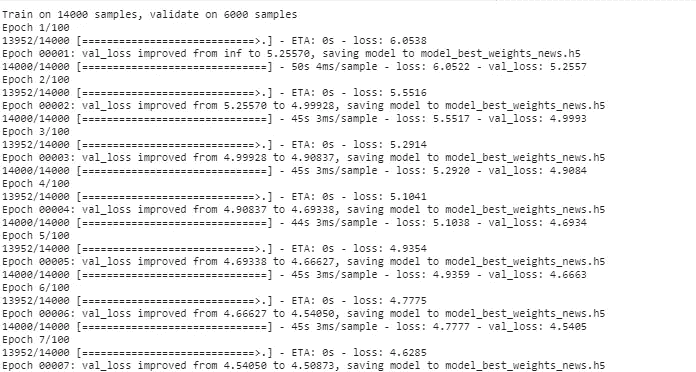 Train on 14000 samples, validate on 6000 samples
Epoch 1/100
13952/14000 [============================>.] - ETA: 0s - loss: 6.0538
Epoch 00001: val_loss improved from inf to 5.25570, saving model to model_best_weights_news.h5
14000/14000 [==============================] - 50s 4ms/sample - loss: 6.0522 - val_loss: 5.2557
Epoch 2/100
13952/14000 [============================>.] - ETA: 0s - loss: 5.5516
Epoch 00002: val_loss improved from 5.25570 to 4.99928, saving model to model_best_weights_news.h5
14000/14000 [==============================] - 45s 3ms/sample - loss: 5.5517 - val_loss: 4.9993
Epoch 3/100
13952/14000 [============================>.] - ETA: 0s - loss: 5.2914
Epoch 00003: val_loss improved from 4.99928 to 4.90837, saving model to model_best_weights_news.h5
14000/14000 [==============================] - 45s 3ms/sample - loss: 5.2920 - val_loss: 4.9084
Epoch 4/100
13952/14000 [============================>.] - ETA: 0s - loss: 5.1041
Epoch 00004: val_loss improved from 4.90837 to 4.69338, saving model to model_best_weights_news.h5
14000/14000 [==============================] - 44s 3ms/sample - loss: 5.1038 - val_loss: 4.6934
Epoch 5/100
13952/14000 [============================>.] - ETA: 0s - loss: 4.9354
Epoch 00005: val_loss improved from 4.69338 to 4.66627, saving model to model_best_weights_news.h5
14000/14000 [==============================] - 45s 3ms/sample - loss: 4.9359 - val_loss: 4.6663
Epoch 6/100
13952/14000 [============================>.] - ETA: 0s - loss: 4.7775
Epoch 00006: val_loss improved from 4.66627 to 4.54050, saving model to model_best_weights_news.h5
14000/14000 [==============================] - 45s 3ms/sample - loss: 4.7777 - val_loss: 4.5405
Epoch 7/100
13952/14000 [============================>.] - ETA: 0s - loss: 4.6285
Epoch 00007: val_loss improved from 4.54050 to 4.50873, saving model to model_best_weights_news.h5